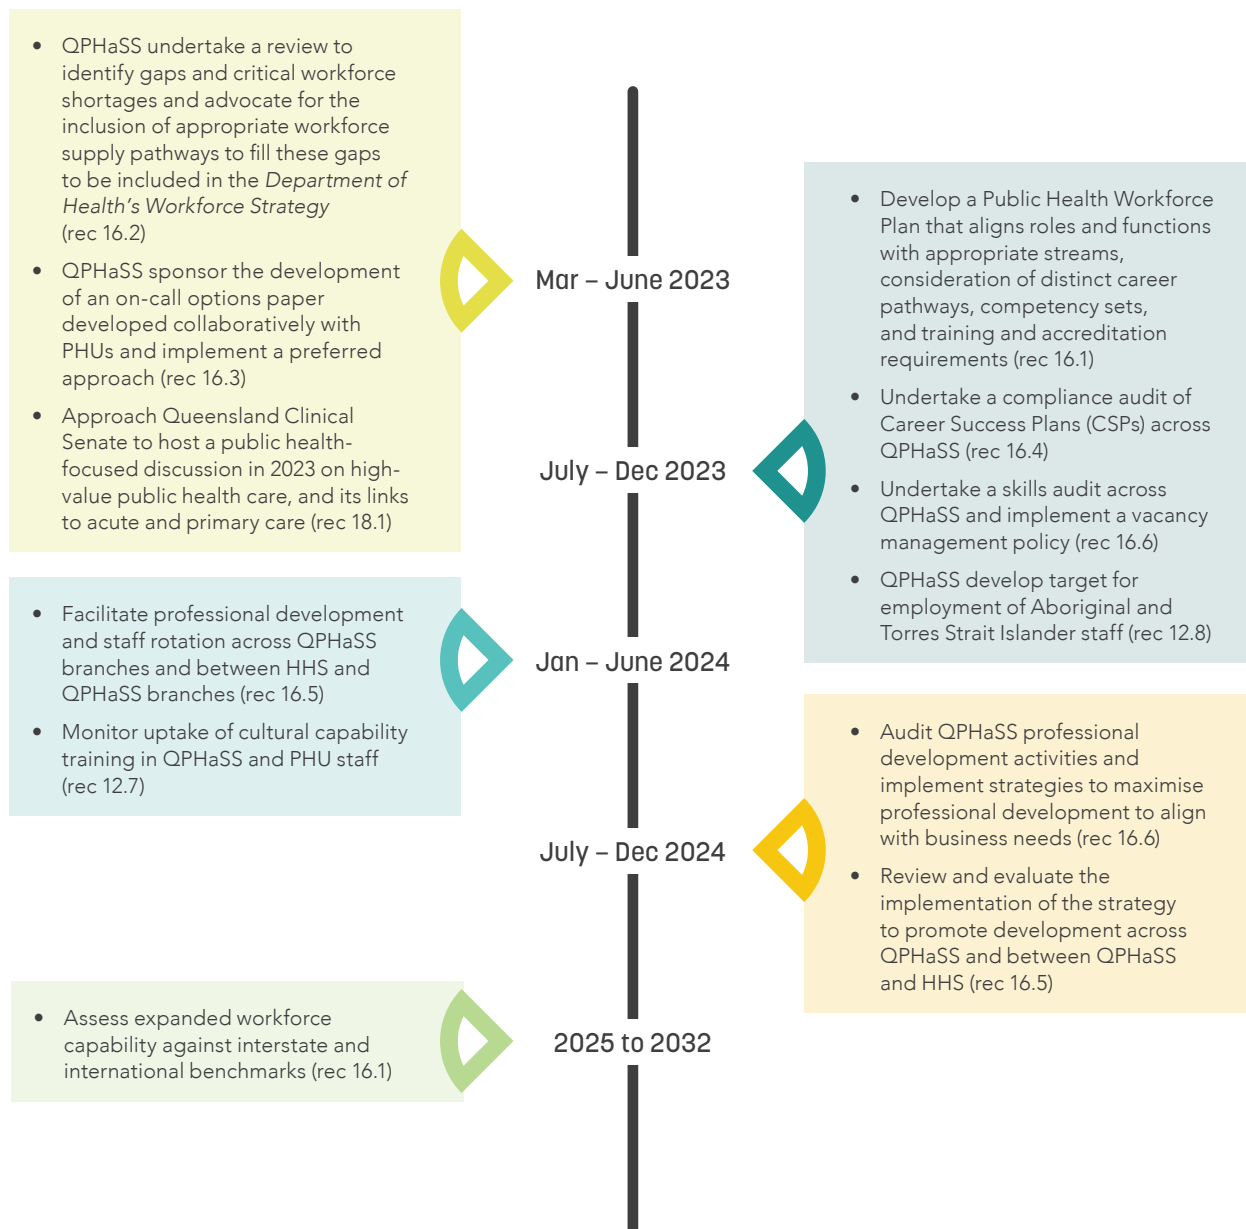 • QPHaSS undertake a review to
identify gaps and critical workforce
shortages and advocate for the
inclusion of appropriate workforce
supply pathways to fill these gaps
to be included in the Department of
Health's Workforce Strategy
(rec 16.2)
• QPHaSS sponsor the development
of an on-call options paper
developed collaboratively with
PHUs and implement a preferred
approach (rec 16.3)
• Approach Queensland Clinical
Senate to host a public health-
focused discussion in 2023 on high-
value public health care, and its links
to acute and primary care (rec 18.1)
Mar – June 2023
• Develop a Public Health Workforce
Plan that aligns roles and functions
with appropriate streams,
consideration of distinct career
pathways, competency sets,
and training and accreditation
requirements (rec 16.1)
• Undertake a compliance audit of
Career Success Plans (CSPs) across
QPHaSS (rec 16.4)
• Undertake a skills audit across
QPHaSS and implement a vacancy
management policy (rec 16.6)
• QPHaSS develop target for
employment of Aboriginal and
Torres Strait Islander staff (rec 12.8)
July – Dec 2023
• Facilitate professional development
and staff rotation across QPHaSS
branches and between HHS and
QPHaSS branches (rec 16.5)
• Monitor uptake of cultural capability
training in QPHaSS and PHU staff
(rec 12.7)
Jan – June 2024
• Audit QPHaSS professional
development activities and
implement strategies to maximise
professional development to align
with business needs (rec 16.6)
• Review and evaluate the
implementation of the strategy
to promote development across
QPHaSS and between QPHaSS
and HHS (rec 16.5)
July – Dec 2024
• Assess expanded workforce
capability against interstate and
international benchmarks (rec 16.1)
2025 to 2032